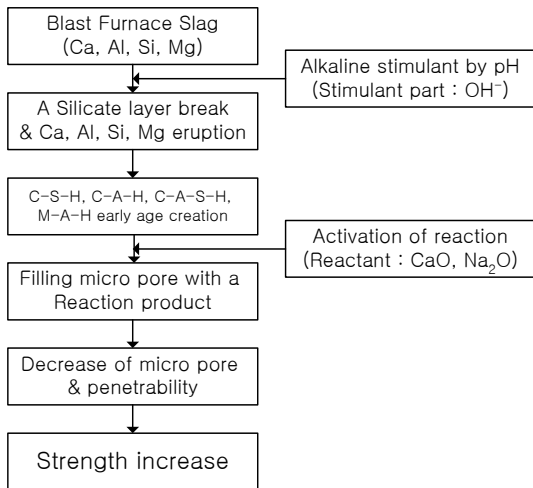 Blast Furnace Slag
(Ca, Al, Si, Mg)
Alkaline stimulant by pH
(Stimulant part : OH⁻)
A Silicate layer break
& Ca, Al, Si, Mg eruption
C-S-H, C-A-H, C-A-S-H,
M-A-H early age creation
Activation of reaction
(Reactant : CaO, Na₂O)
Filling micro pore with a
Reaction product
Decrease of micro pore
& penetrability
Strength increase